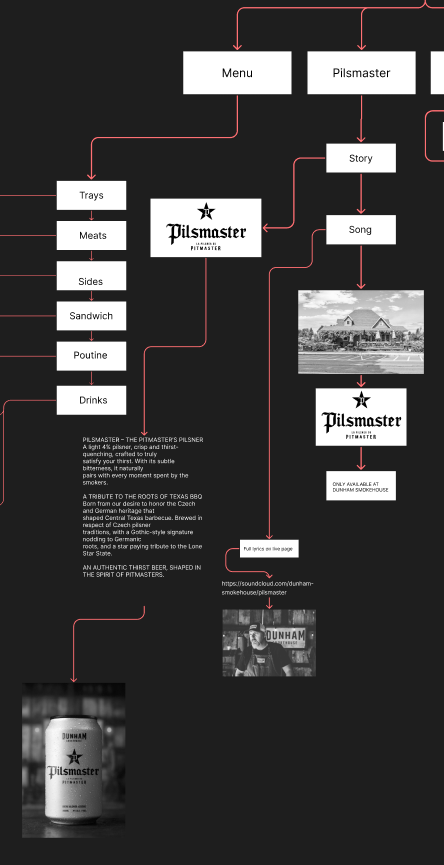 Menu
Pilsmaster
Story
Trays
Meats
Sides
Sandwich
Poutine
Drinks
Pilsmaster
LA PILSNER DU
PITMASTER
Song
Pilsmaster
LA PILSNER DU
PITMASTER
ONLY AVAILABLE AT
DUNHAM SMOKEHOUSE
PILSMASTER – THE PITMASTER'S PILSNER
A light 4% pilsner, crisp and thirst-
quenching, crafted to truly
satisfy your thirst. With its subtle
bitterness, it naturally
pairs with every moment spent by the
smokers.
A TRIBUTE TO THE ROOTS OF TEXAS BBQ
Born from our desire to honor the Czech
and German heritage that
shaped Central Texas barbecue. Brewed in
respect of Czech pilsner
traditions, with a Gothic-style signature
nodding to Germanic
roots, and a star paying tribute to the Lone
Star State.
AN AUTHENTIC THIRST BEER, SHAPED IN
THE SPIRIT OF PITMASTERS.
Full lyrics on live page
https://soundcloud.com/dunham-
smokehouse/pilsmaster
DUNHAM
DUNHAM
Pilsmaster
PITMASTER